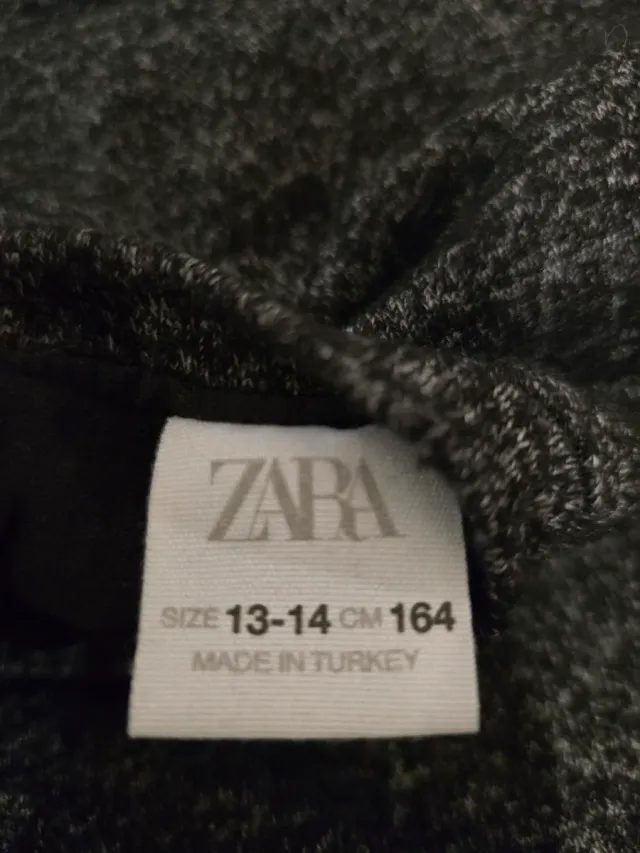 ZARA
SIZE 13-14 CM 164
MADE IN TURKEY